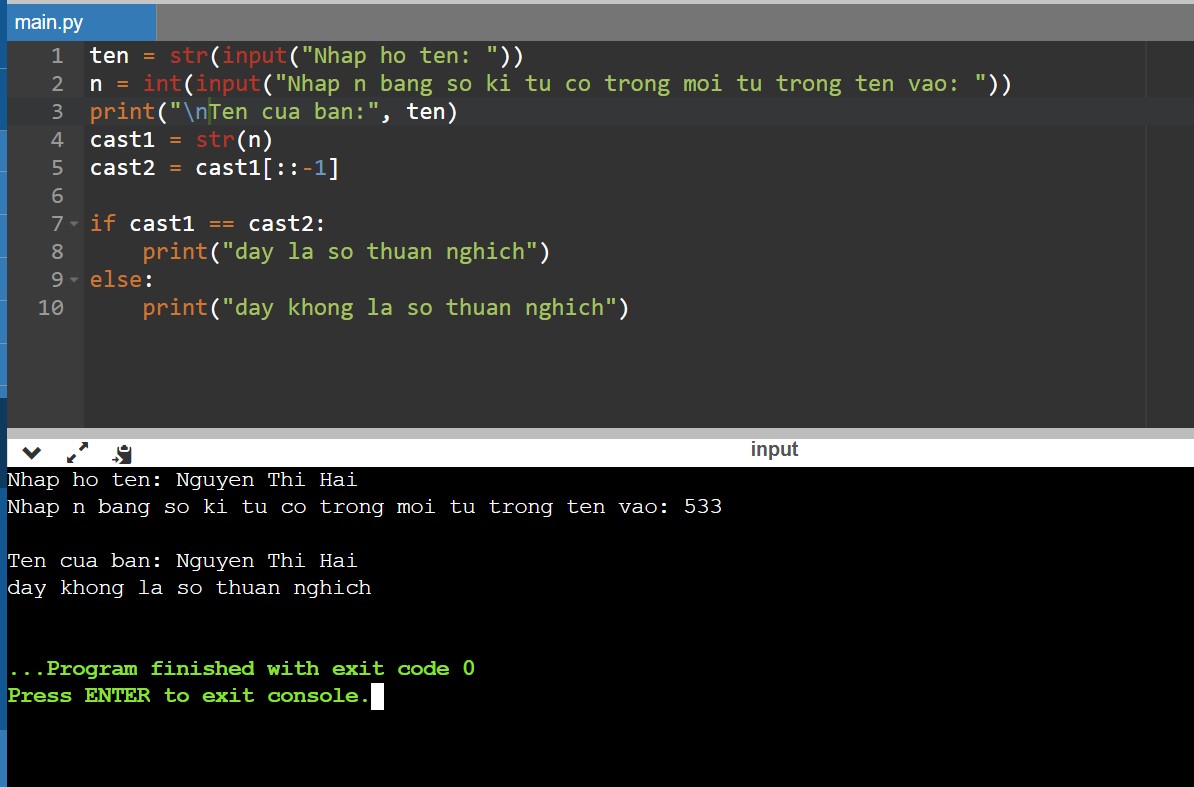 main.py
1 ten = str(input("Nhap ho ten: "))
2 n = int(input("Nhap n bang so ki tu co trong moi tu trong ten vao: "))
3 print("\nTen cua ban:", ten)
4 cast1 = str(n)
5 cast2 = cast1[::-1]
6
7 if cast1 == cast2:
8     print("day la so thuan nghich")
9 else:
10     print("day khong la so thuan nghich")
input
Nhap ho ten: Nguyen Thi Hai
Nhap n bang so ki tu co trong moi tu trong ten vao: 533
Ten cua ban: Nguyen Thi Hai
day khong la so thuan nghich
...Program finished with exit code 0
Press ENTER to exit console.